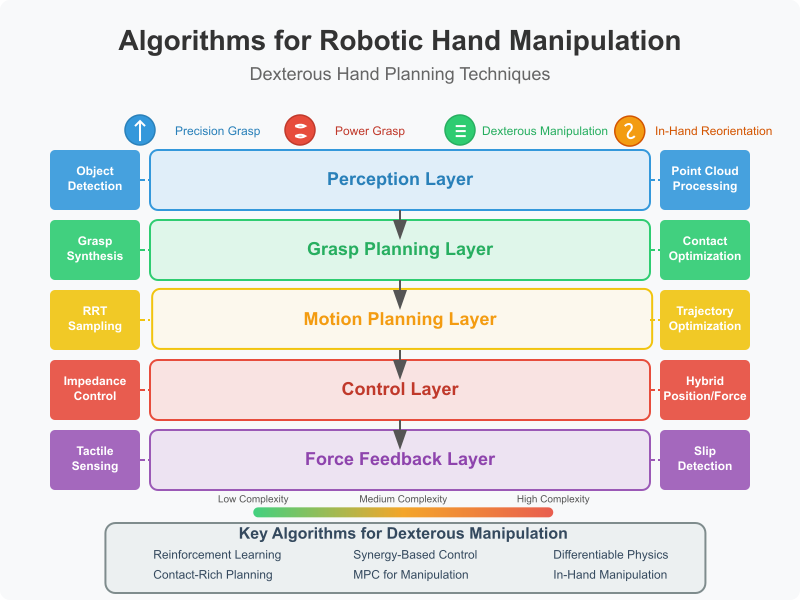 Algorithms for Robotic Hand Manipulation
Dexterous Hand Planning Techniques
Precision Grasp
Power Grasp
Dexterous Manipulation
In-Hand Reorientation
Object
Detection
Perception Layer
Point Cloud
Processing
Grasp
Synthesis
Grasp Planning Layer
Contact
Optimization
RRT
Sampling
Motion Planning Layer
Trajectory
Optimization
Impedance
Control
Control Layer
Hybrid
Position/Force
Tactile
Sensing
Force Feedback Layer
Slip
Detection
Low Complexity
Medium Complexity
High Complexity
Key Algorithms for Dexterous Manipulation
Reinforcement Learning
Synergy-Based Control
Differentiable Physics
Contact-Rich Planning
MPC for Manipulation
In-Hand Manipulation